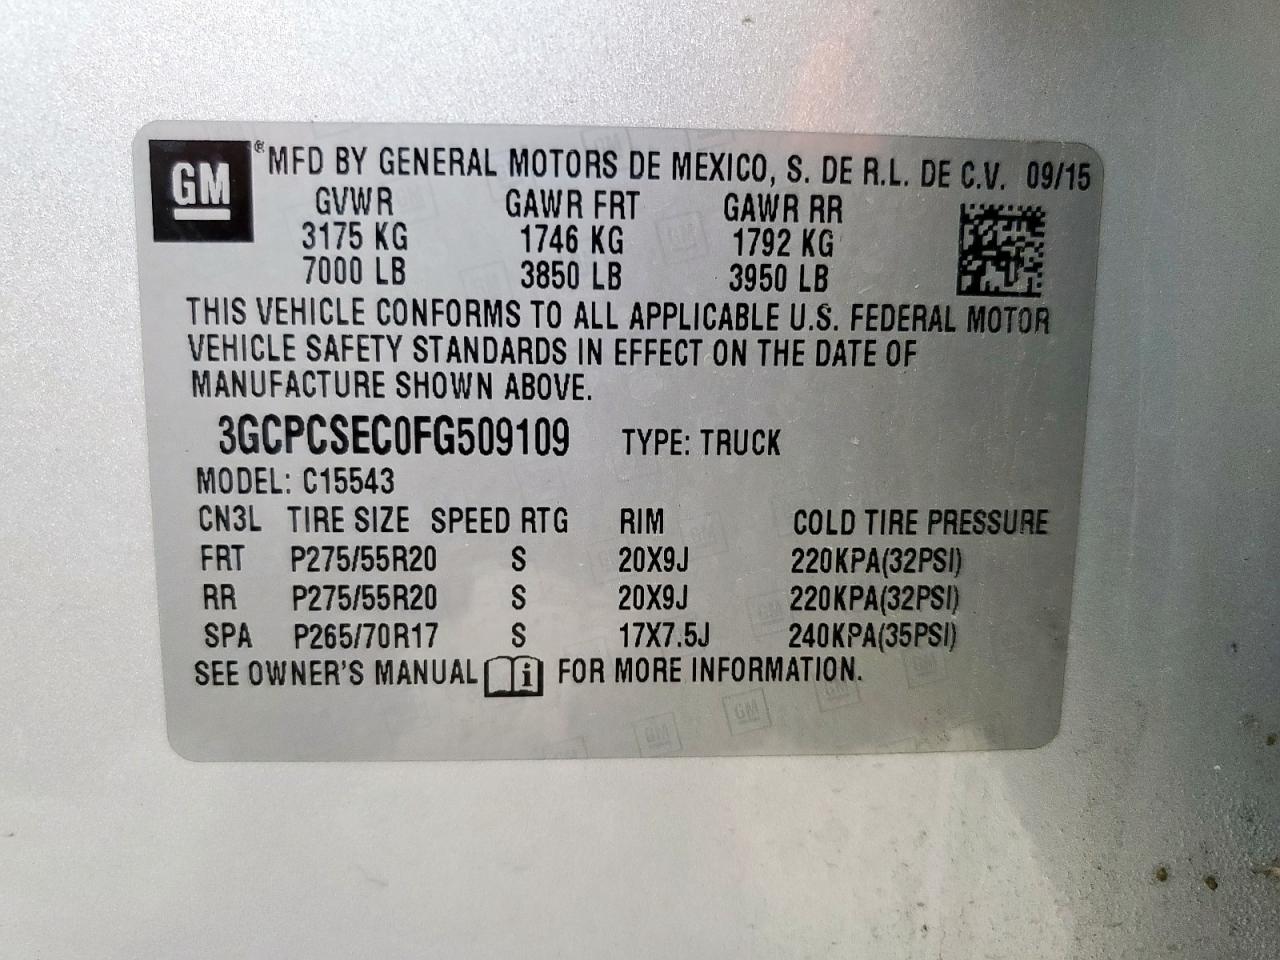 GM ® MFD BY GENERAL MOTORS DE MEXICO, S. DE R.L. DE C.V. 09/15
GVWR GAWR FRT GAWR RR
3175 KG 1746 KG 1792 KG
7000 LB 3850 LB 3950 LB
THIS VEHICLE CONFORMS TO ALL APPLICABLE U.S. FEDERAL MOTOR
VEHICLE SAFETY STANDARDS IN EFFECT ON THE DATE OF
MANUFACTURE SHOWN ABOVE.
3GCPCSEC0FG509109 TYPE: TRUCK
MODEL: C15543
CN3L TIRE SIZE SPEED RTG RIM COLD TIRE PRESSURE
FRT P275/55R20 S 20X9J 220KPA(32PSI)
RR P275/55R20 S 20X9J 220KPA(32PSI)
SPA P265/70R17 S 17X7.5J 240KPA(35PSI)
SEE OWNER'S MANUAL i FOR MORE INFORMATION.